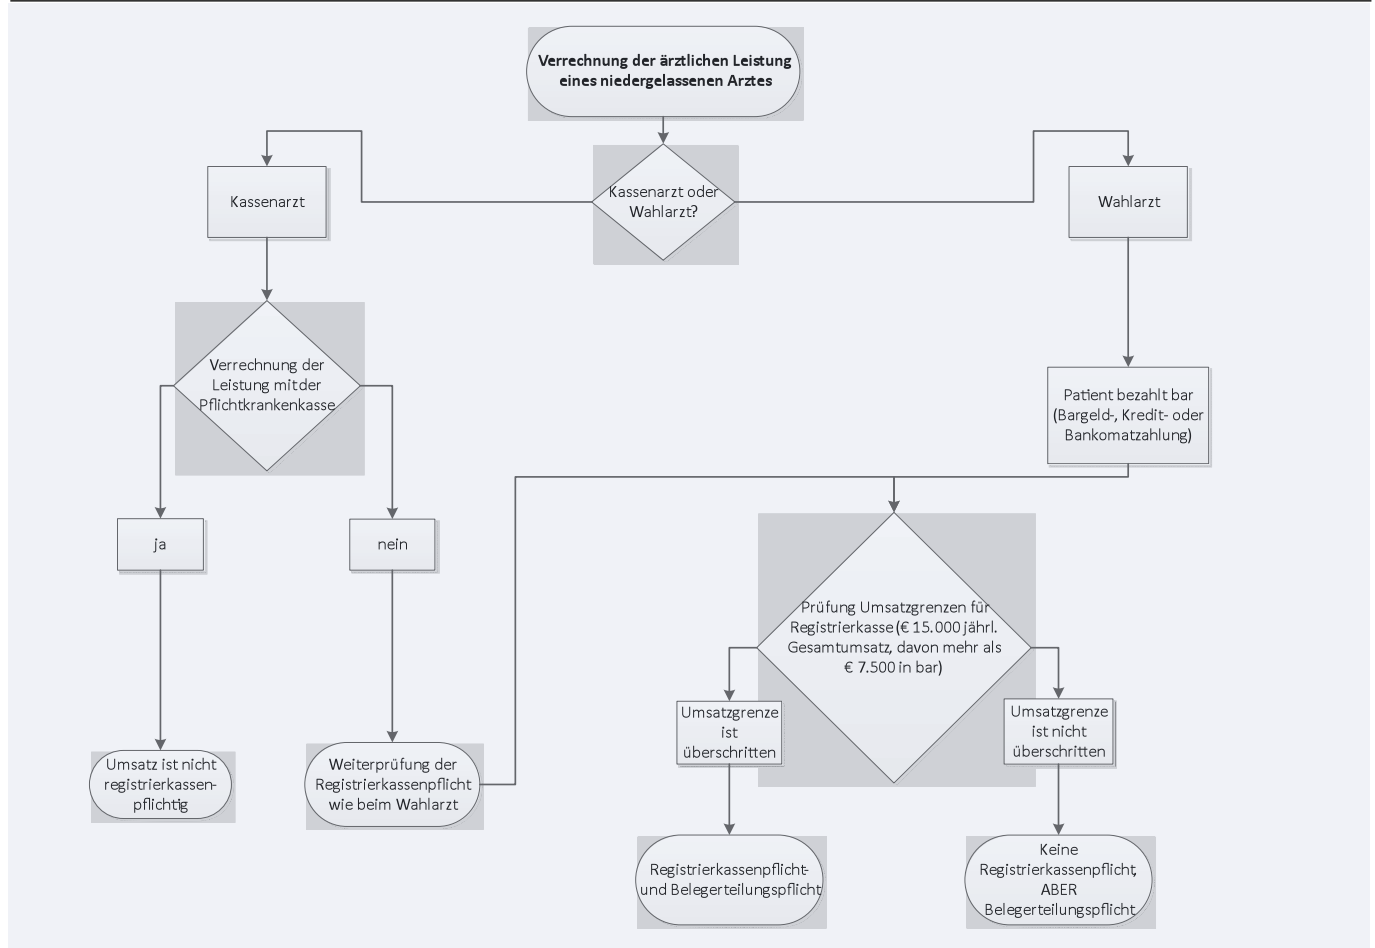 Verrechnung der ärztlichen Leistung
eines niedergelassenen Arztes
Kassenarzt oder
Wahlarzt?
Kassenarzt
Wahlarzt
Verrechnung der
Leistung mit der
Pflichtkrankenkasse
Patient bezahlt bar
(Bargeld-, Kredit- oder
Bankomatzahlung)
ja
nein
Prüfung Umsatzgrenzen für
Registrierkasse (€ 15.000 jährl.
Gesamtumsatz, davon mehr als
€ 7.500 in bar)
Umsatzgrenze
ist
überschritten
Umsatzgrenze
ist nicht
überschritten
Umsatz ist nicht
registrierkassen-
pflichtig
Weiterprüfung der
Registrierkassenpflicht
wie beim Wahlarzt
Registrierkassenpflicht-
und Belegerteilungspflicht
Keine
Registrierkassenpflicht,
ABER
Belegerteilungspflicht